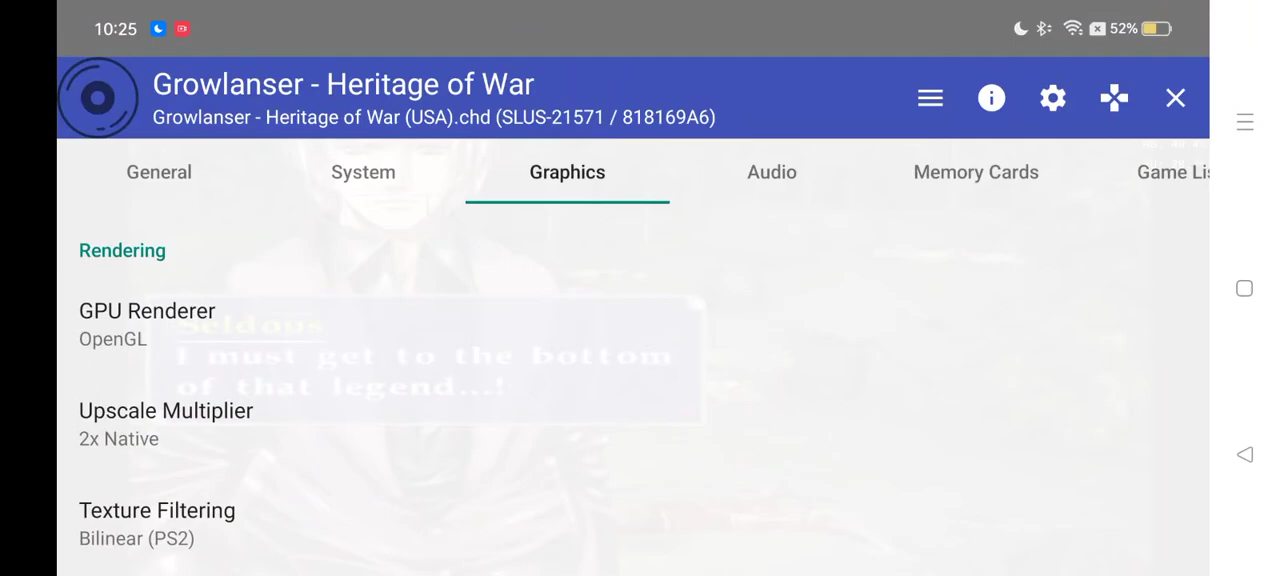 10:25
52%
Growlanser - Heritage of War
Growlanser - Heritage of War (USA).chd (SLUS-21571 / 818169A6)
General System Graphics Audio Memory Cards Game Lis
Rendering
GPU Renderer
OpenGL
Seldous
I must get to the bottom
of that legend...!
Upscale Multiplier
2x Native
Texture Filtering
Bilinear (PS2)